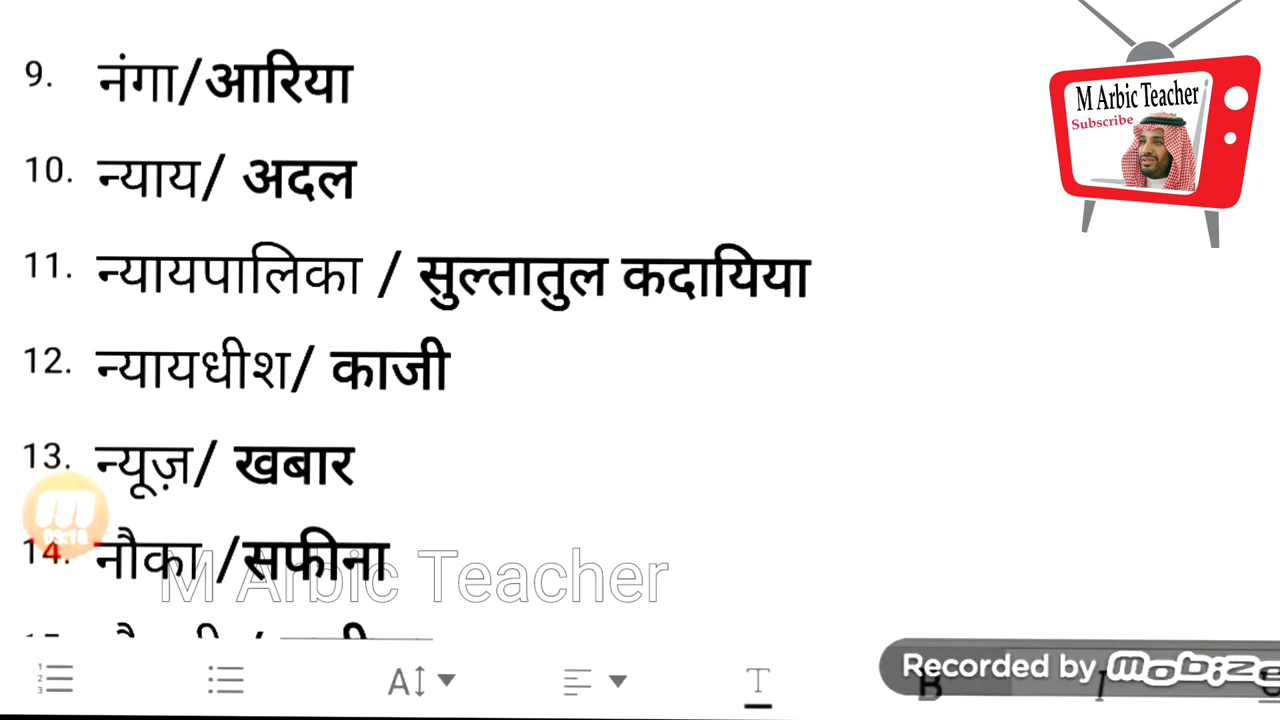 M Arbic Teacher
Subscribe
9. नंगा/आरिया
10. न्याय/ अदल
11. न्यायपालिका / सुल्तातुल कदायिया
12. न्यायधीश/ काजी
13. न्यूज़/ खबार
14. नौका /सफीना
M Arbic Teacher
Recorded by